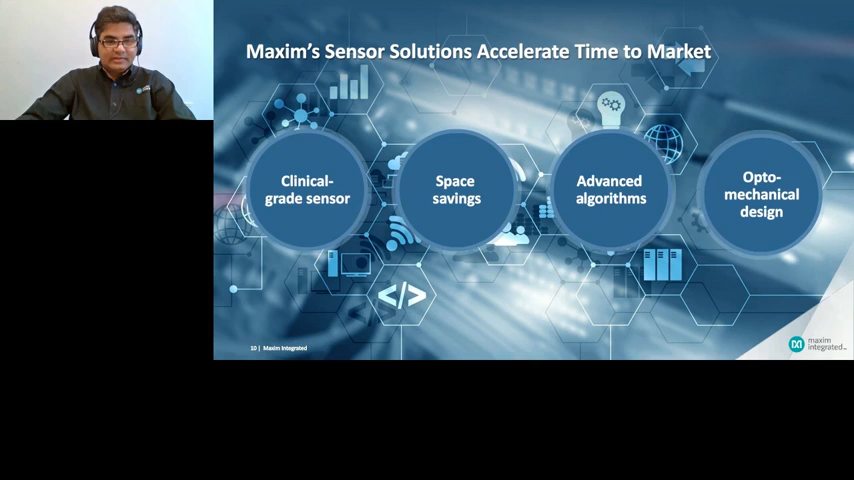 Maxim's Sensor Solutions Accelerate Time to Market
Clinical-
grade sensor
Space
savings
Advanced
algorithms
Opto-
mechanical
design
</>
10 | Maxim Integrated
maxim
integrated™